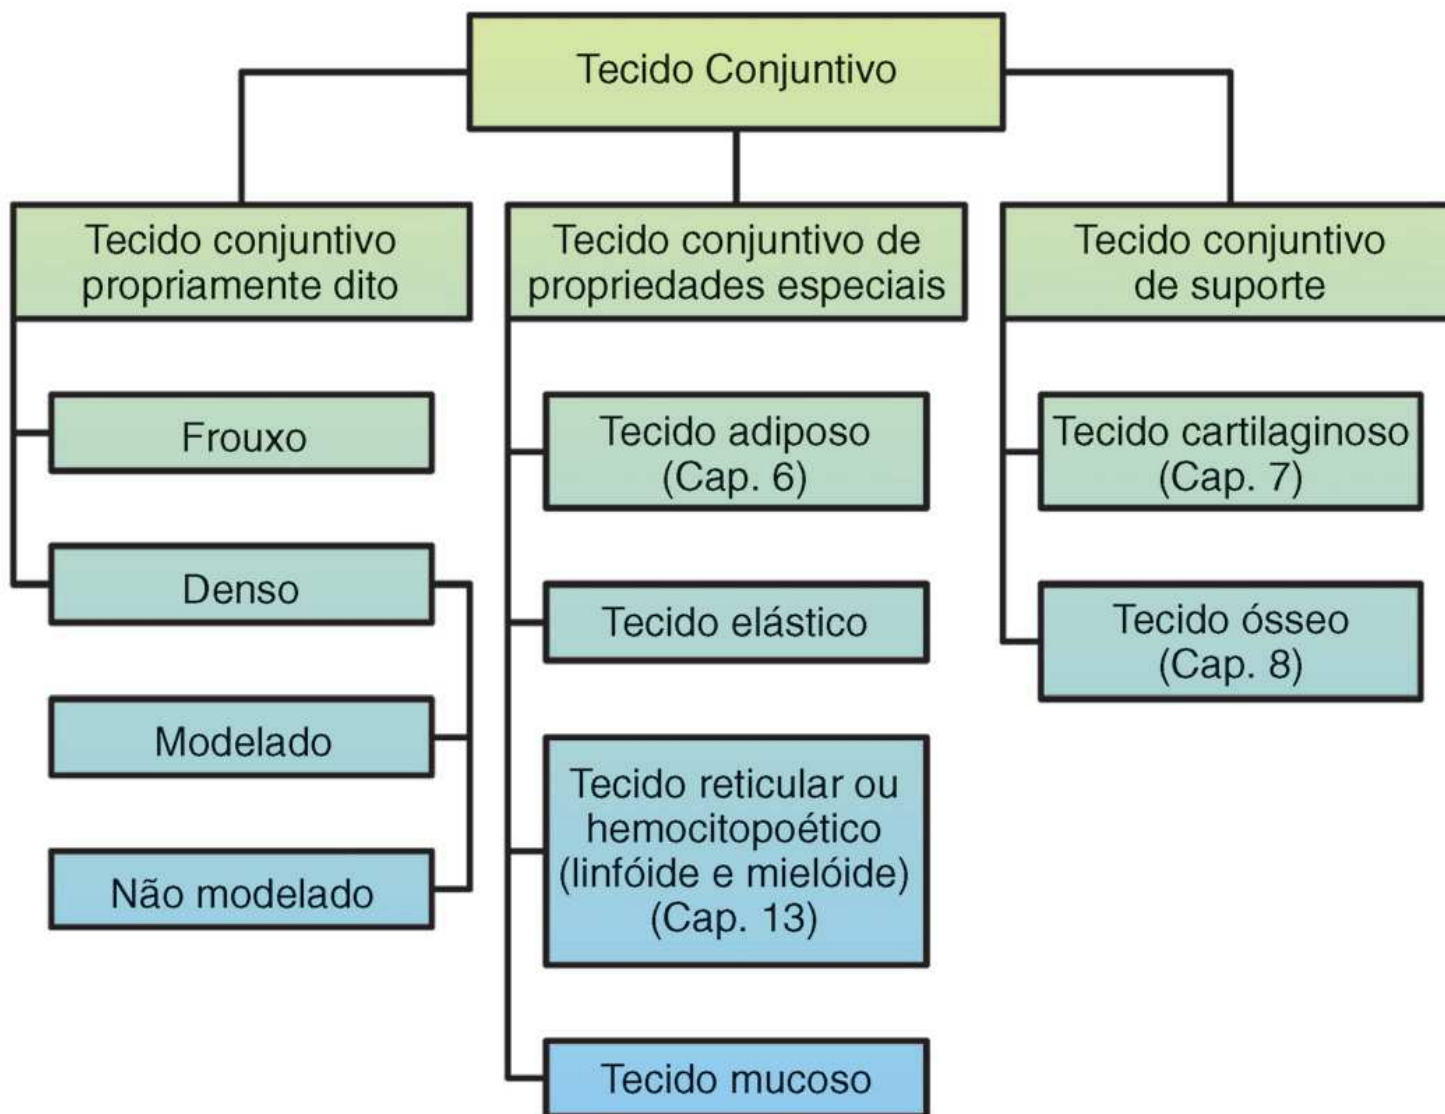 Tecido Conjuntivo
Tecido conjuntivo
propriamente dito
Frouxo
Denso
Modelado
Não modelado
Tecido conjuntivo de
propriedades especiais
Tecido adiposo
(Cap. 6)
Tecido elástico
Tecido reticular ou
hemocitopoético
(linfóide e mielóide)
(Cap. 13)
Tecido mucoso
Tecido conjuntivo
de suporte
Tecido cartilaginoso
(Cap. 7)
Tecido ósseo
(Cap. 8)